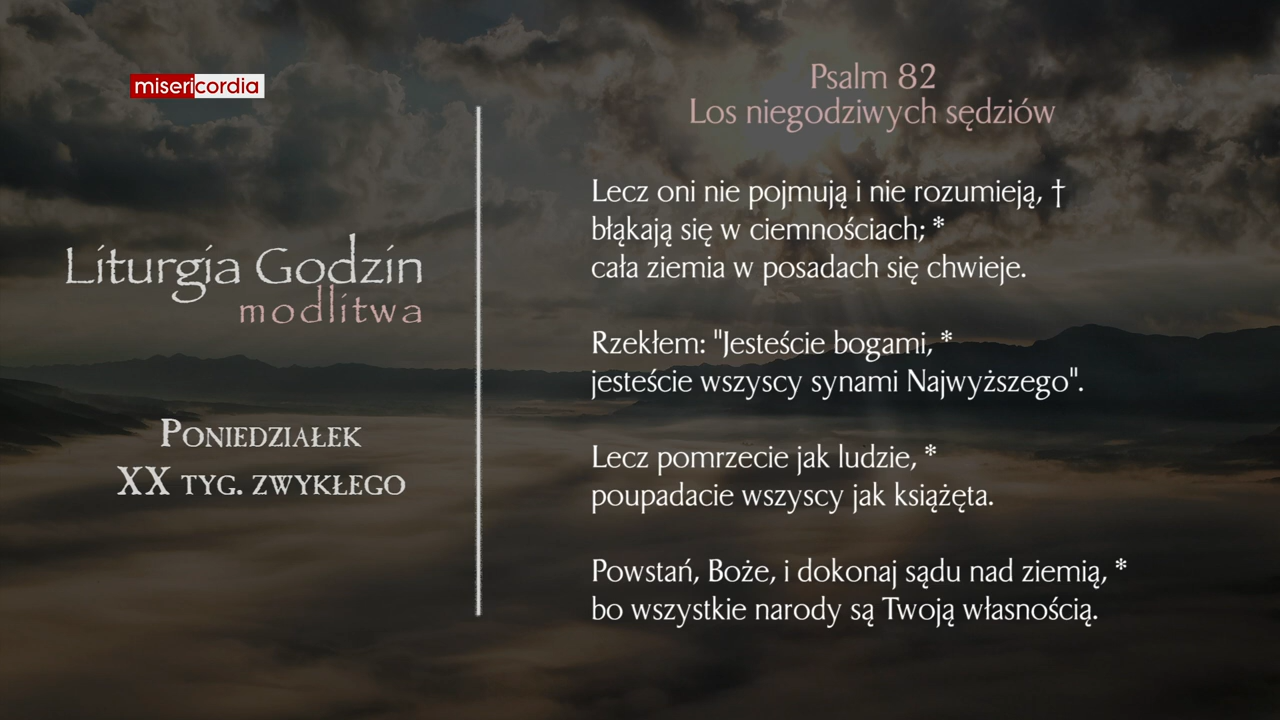 misericordia
Liturgia Godzin
modlitwa
Poniedziałek
XX tyg. zwykłego
Psalm 82
Los niegodziwych sędziów
Lecz oni nie pojmują i nie rozumieją, †
błąkają się w ciemnościach; *
cała ziemia w posadach się chwieje.
Rzekłem: "Jesteście bogami, *
jesteście wszyscy synami Najwyższego".
Lecz pomrzecie jak ludzie, *
poupadacie wszyscy jak książęta.
Powstań, Boże, i dokonaj sądu nad ziemią, *
bo wszystkie narody są Twoją własnością.